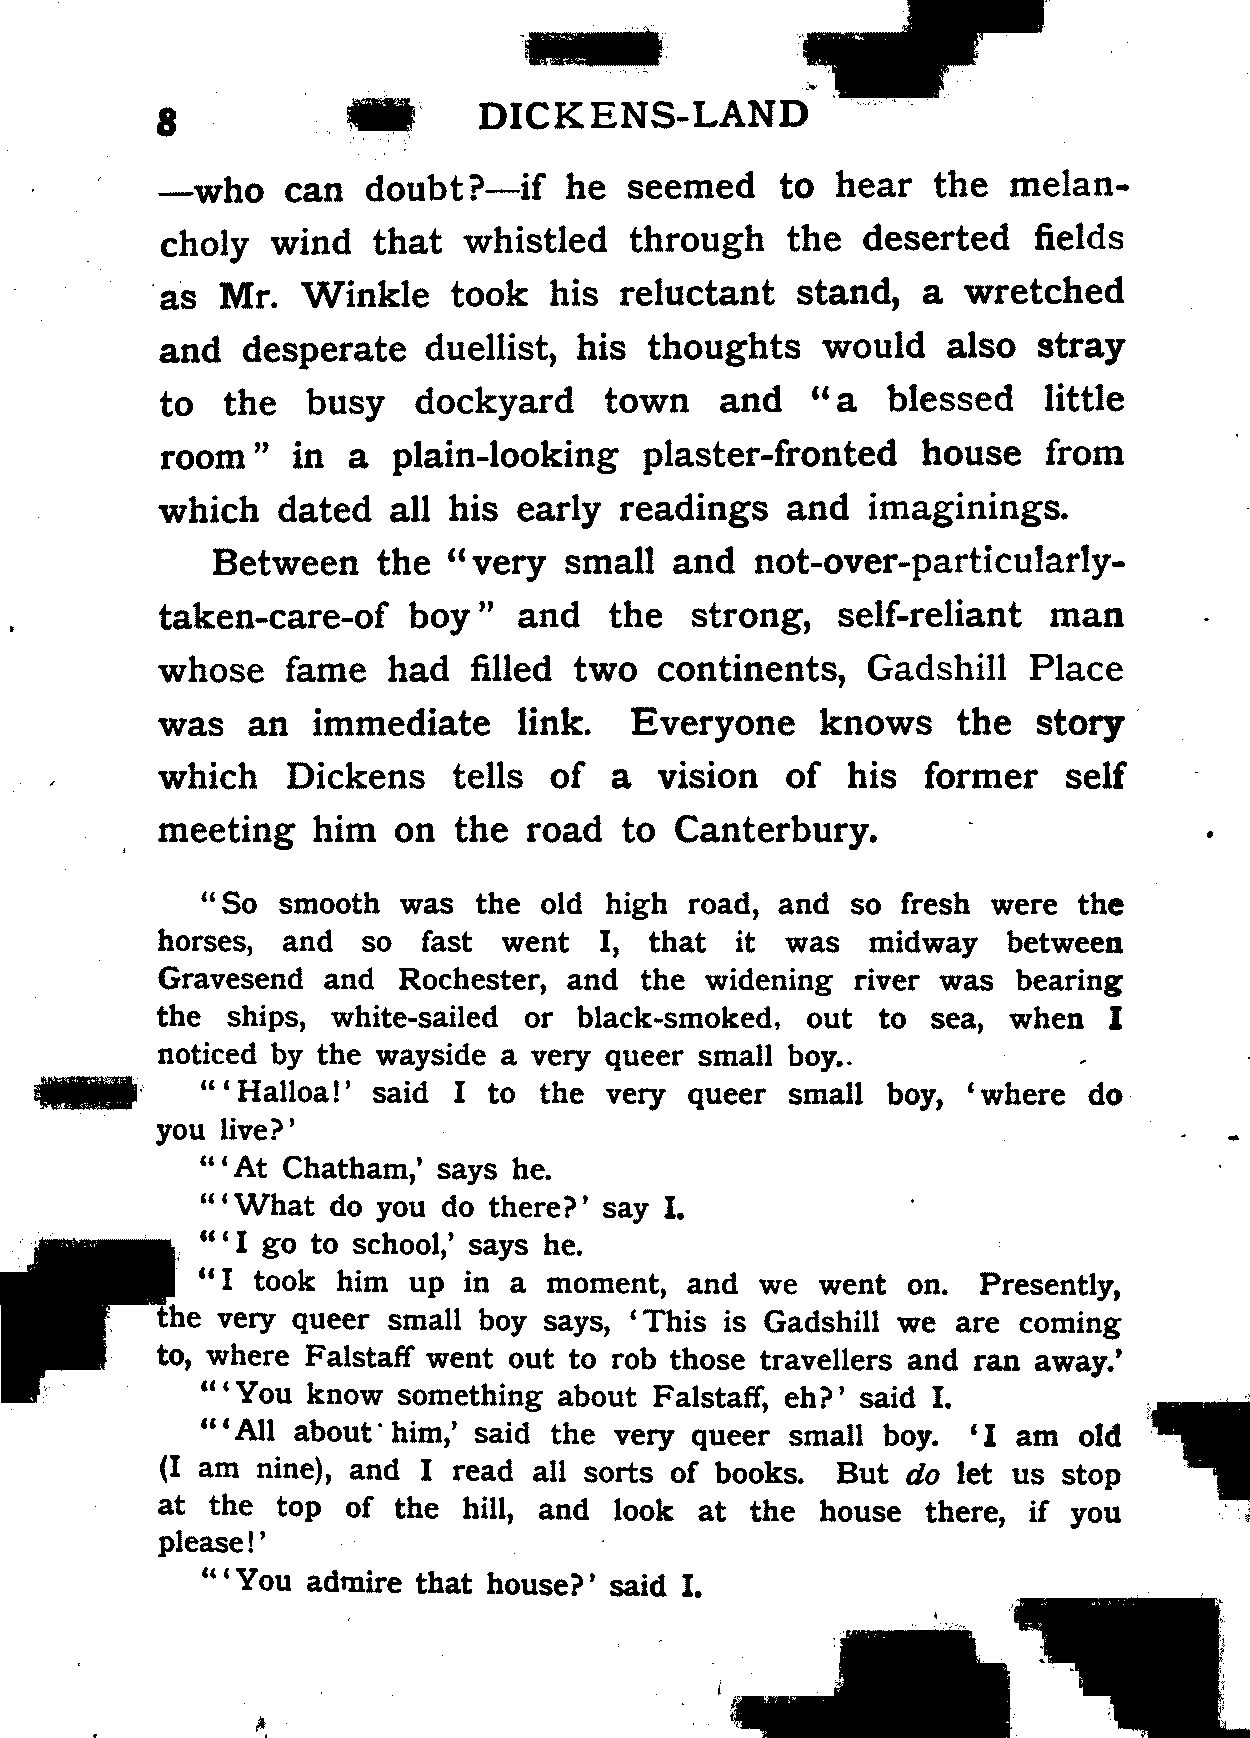 8 DICKENS-LAND
—who can doubt?—if he seemed to hear the melan-
choly wind that whistled through the deserted fields
as Mr. Winkle took his reluctant stand, a wretched
and desperate duellist, his thoughts would also stray
to the busy dockyard town and “a blessed little
room” in a plain-looking plaster-fronted house from
which dated all his early readings and imaginings.
Between the “very small and not-over-particularly-
taken-care-of boy” and the strong, self-reliant man
whose fame had filled two continents, Gadshill Place
was an immediate link. Everyone knows the story
which Dickens tells of a vision of his former self
meeting him on the road to Canterbury.
“So smooth was the old high road, and so fresh were the
horses, and so fast went I, that it was midway between
Gravesend and Rochester, and the widening river was bearing
the ships, white-sailed or black-smoked, out to sea, when I
noticed by the wayside a very queer small boy.
“‘Halloa!’ said I to the very queer small boy, ‘where do
you live?’
“‘At Chatham,’ says he.
“‘What do you do there?’ say I.
“‘I go to school,’ says he.
“I took him up in a moment, and we went on. Presently,
the very queer small boy says, ‘This is Gadshill we are coming
to, where Falstaff went out to rob those travellers and ran away.’
“‘You know something about Falstaff, eh?’ said I.
“‘All about him,’ said the very queer small boy. ‘I am old
(I am nine), and I read all sorts of books. But do let us stop
at the top of the hill, and look at the house there, if you
please!’
“‘You admire that house?’ said I.